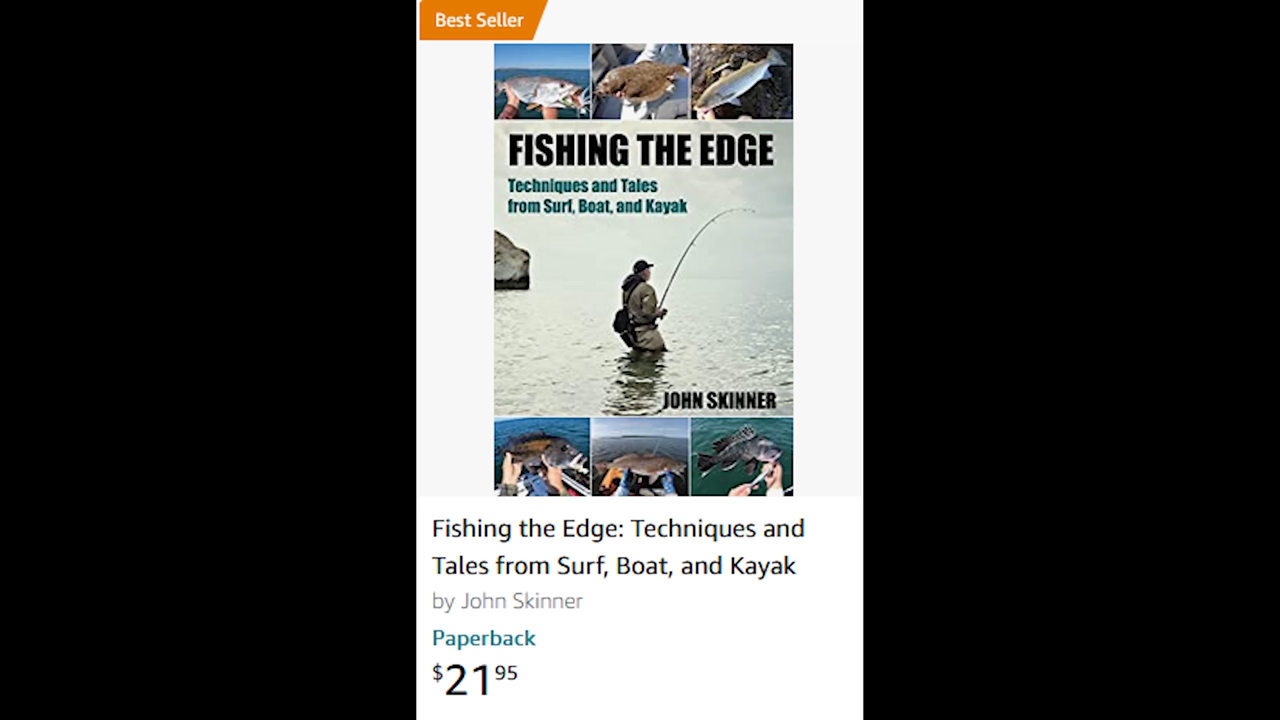 Best Seller
FISHING THE EDGE
Techniques and Tales
from Surf, Boat, and Kayak
JOHN SKINNER
Fishing the Edge: Techniques and
Tales from Surf, Boat, and Kayak
by John Skinner
Paperback
$21.95